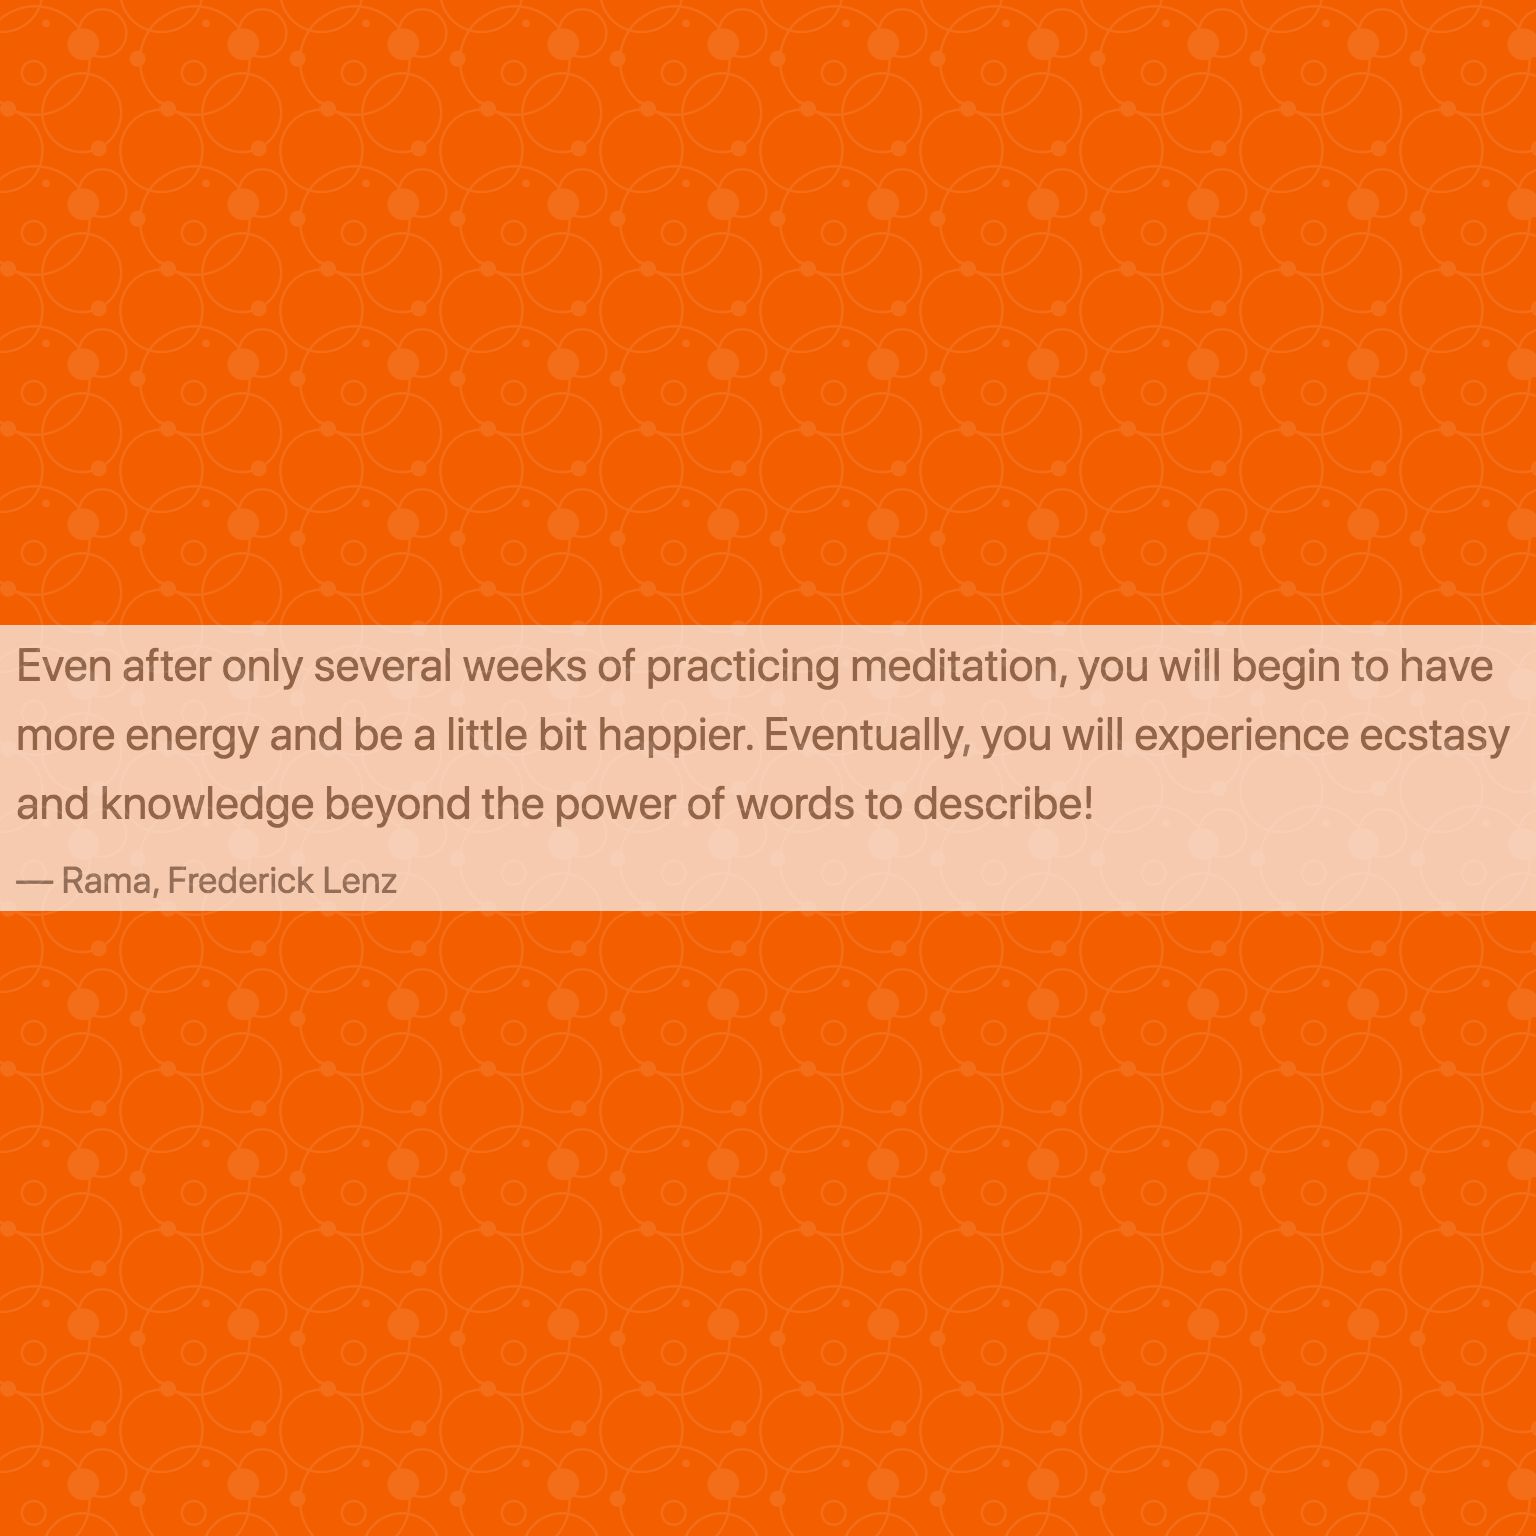 Even after only several weeks of practicing meditation, you will begin to have
more energy and be a little bit happier. Eventually, you will experience ecstasy
and knowledge beyond the power of words to describe!
— Rama, Frederick Lenz